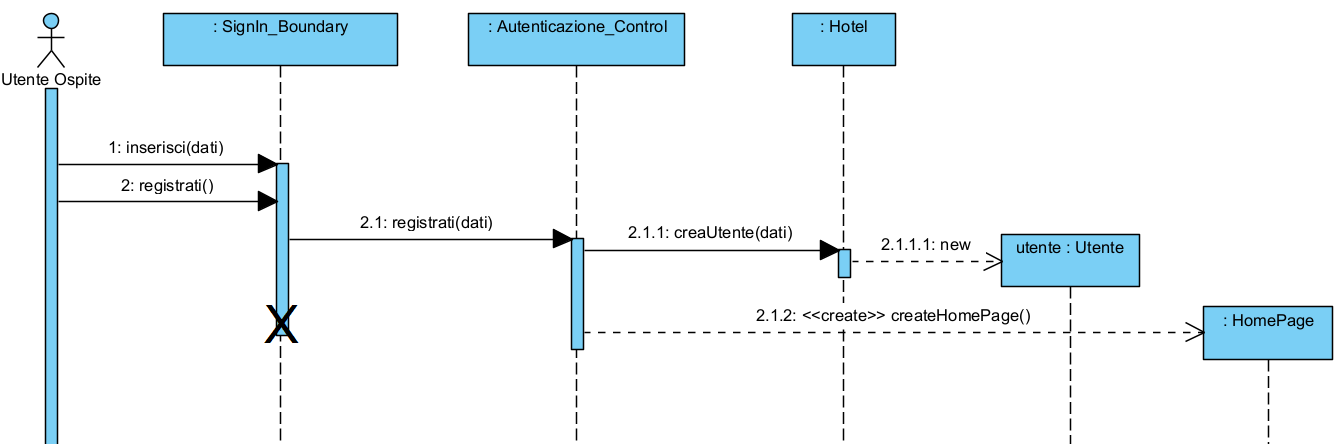 : SignIn_Boundary
: Autenticazione_Control
: Hotel
Utente Ospite
1: inserisci(dati)
2: registrati()
2.1: registrati(dati)
2.1.1: creaUtente(dati)
2.1.1.1: new
utente : Utente
2.1.2: <<create>> createHomePage()
: HomePage